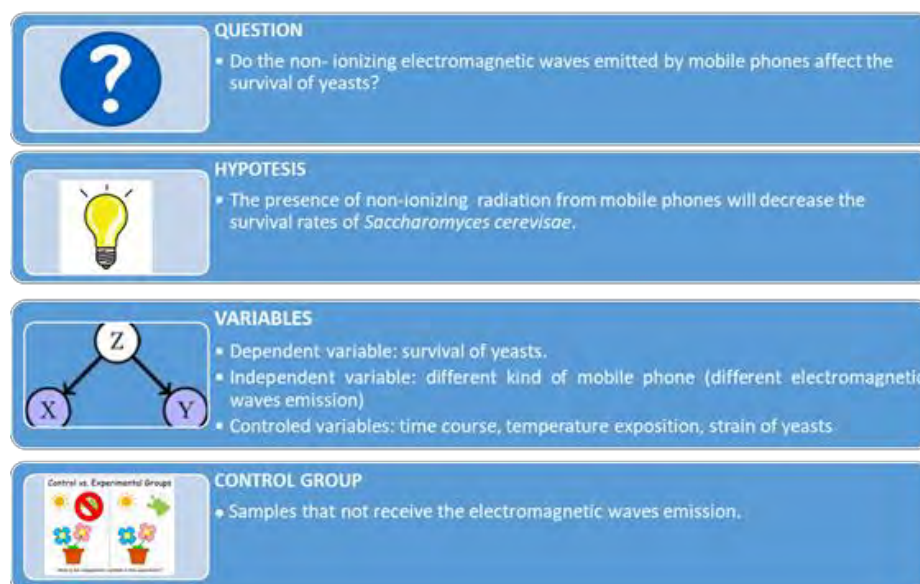 QUESTION
• Do the non- ionizing electromagnetic waves emitted by mobile phones affect the
survival of yeasts?
HYPOTESIS
• The presence of non-ionizing radiation from mobile phones will decrease the
survival rates of Saccharomyces cerevisae.
Z
X
Y
VARIABLES
• Dependent variable: survival of yeasts.
• Independent variable: different kind of mobile phone (different electromagnetic
waves emission)
• Controled variables: time course, temperature exposition, strain of yeasts
Control vs. Experimental Groups
CONTROL GROUP
• Samples that not receive the electromagnetic waves emission.